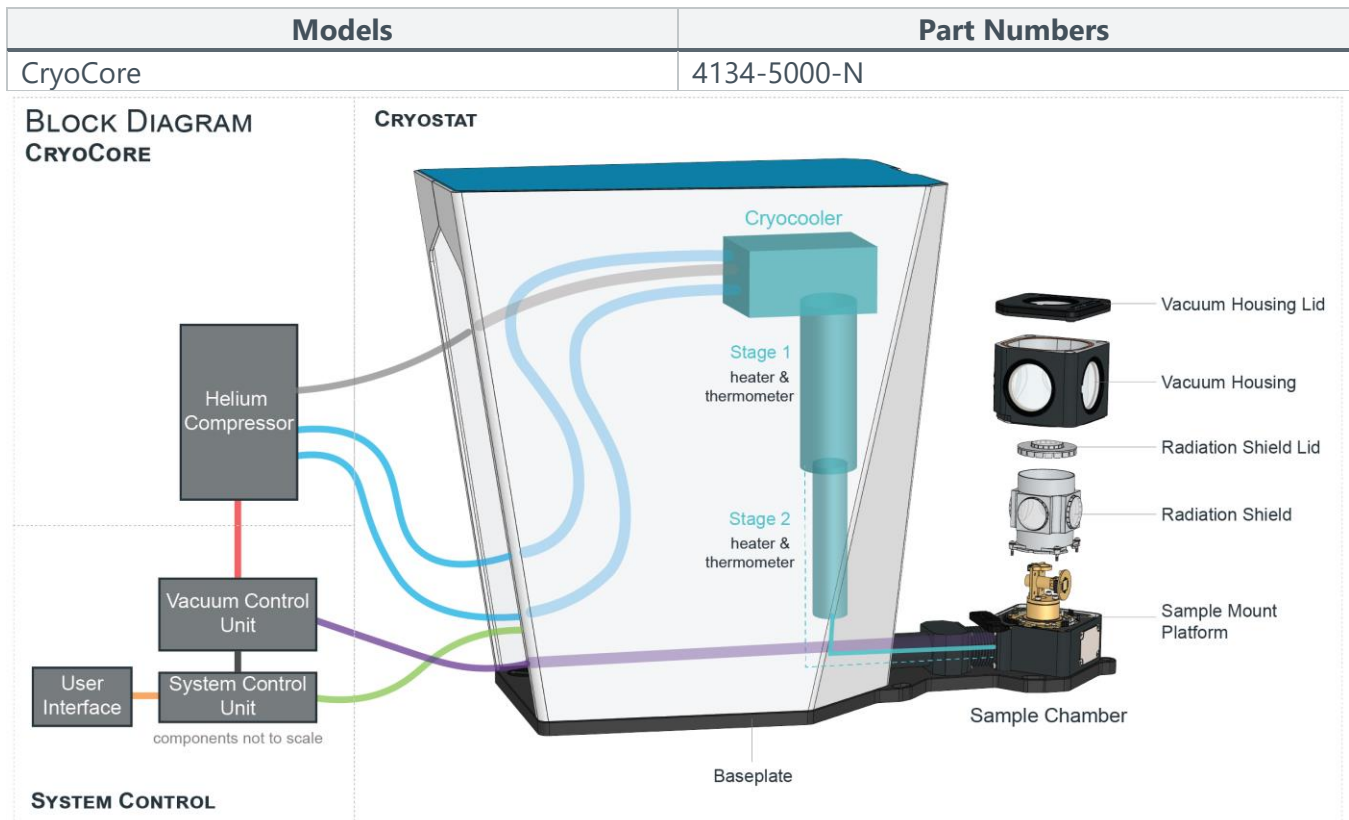 Models
Part Numbers
CryoCore
4134-5000-N
BLOCK DIAGRAM
CRYOCORE
CRYOSTAT
Cryocooler
Stage 1
heater &
thermometer
Stage 2
heater &
thermometer
Helium
Compressor
Vacuum Control
Unit
User
Interface
System Control
Unit
components not to scale
SYSTEM CONTROL
Vacuum Housing Lid
Vacuum Housing
Radiation Shield Lid
Radiation Shield
Sample Mount
Platform
Sample Chamber
Baseplate